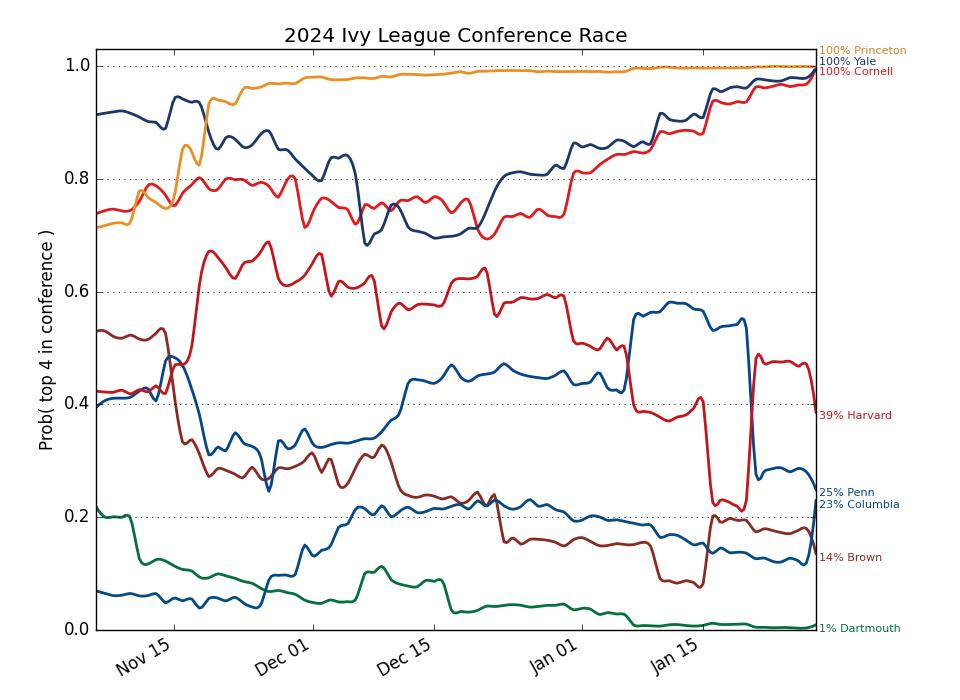 2024 Ivy League Conference Race
Prob( top 4 in conference )
1.0
0.8
0.6
0.4
0.2
0.0
Nov 15
Dec 01
Dec 15
Jan 01
Jan 15
100% Princeton
100% Yale
100% Cornell
39% Harvard
25% Penn
23% Columbia
14% Brown
1% Dartmouth